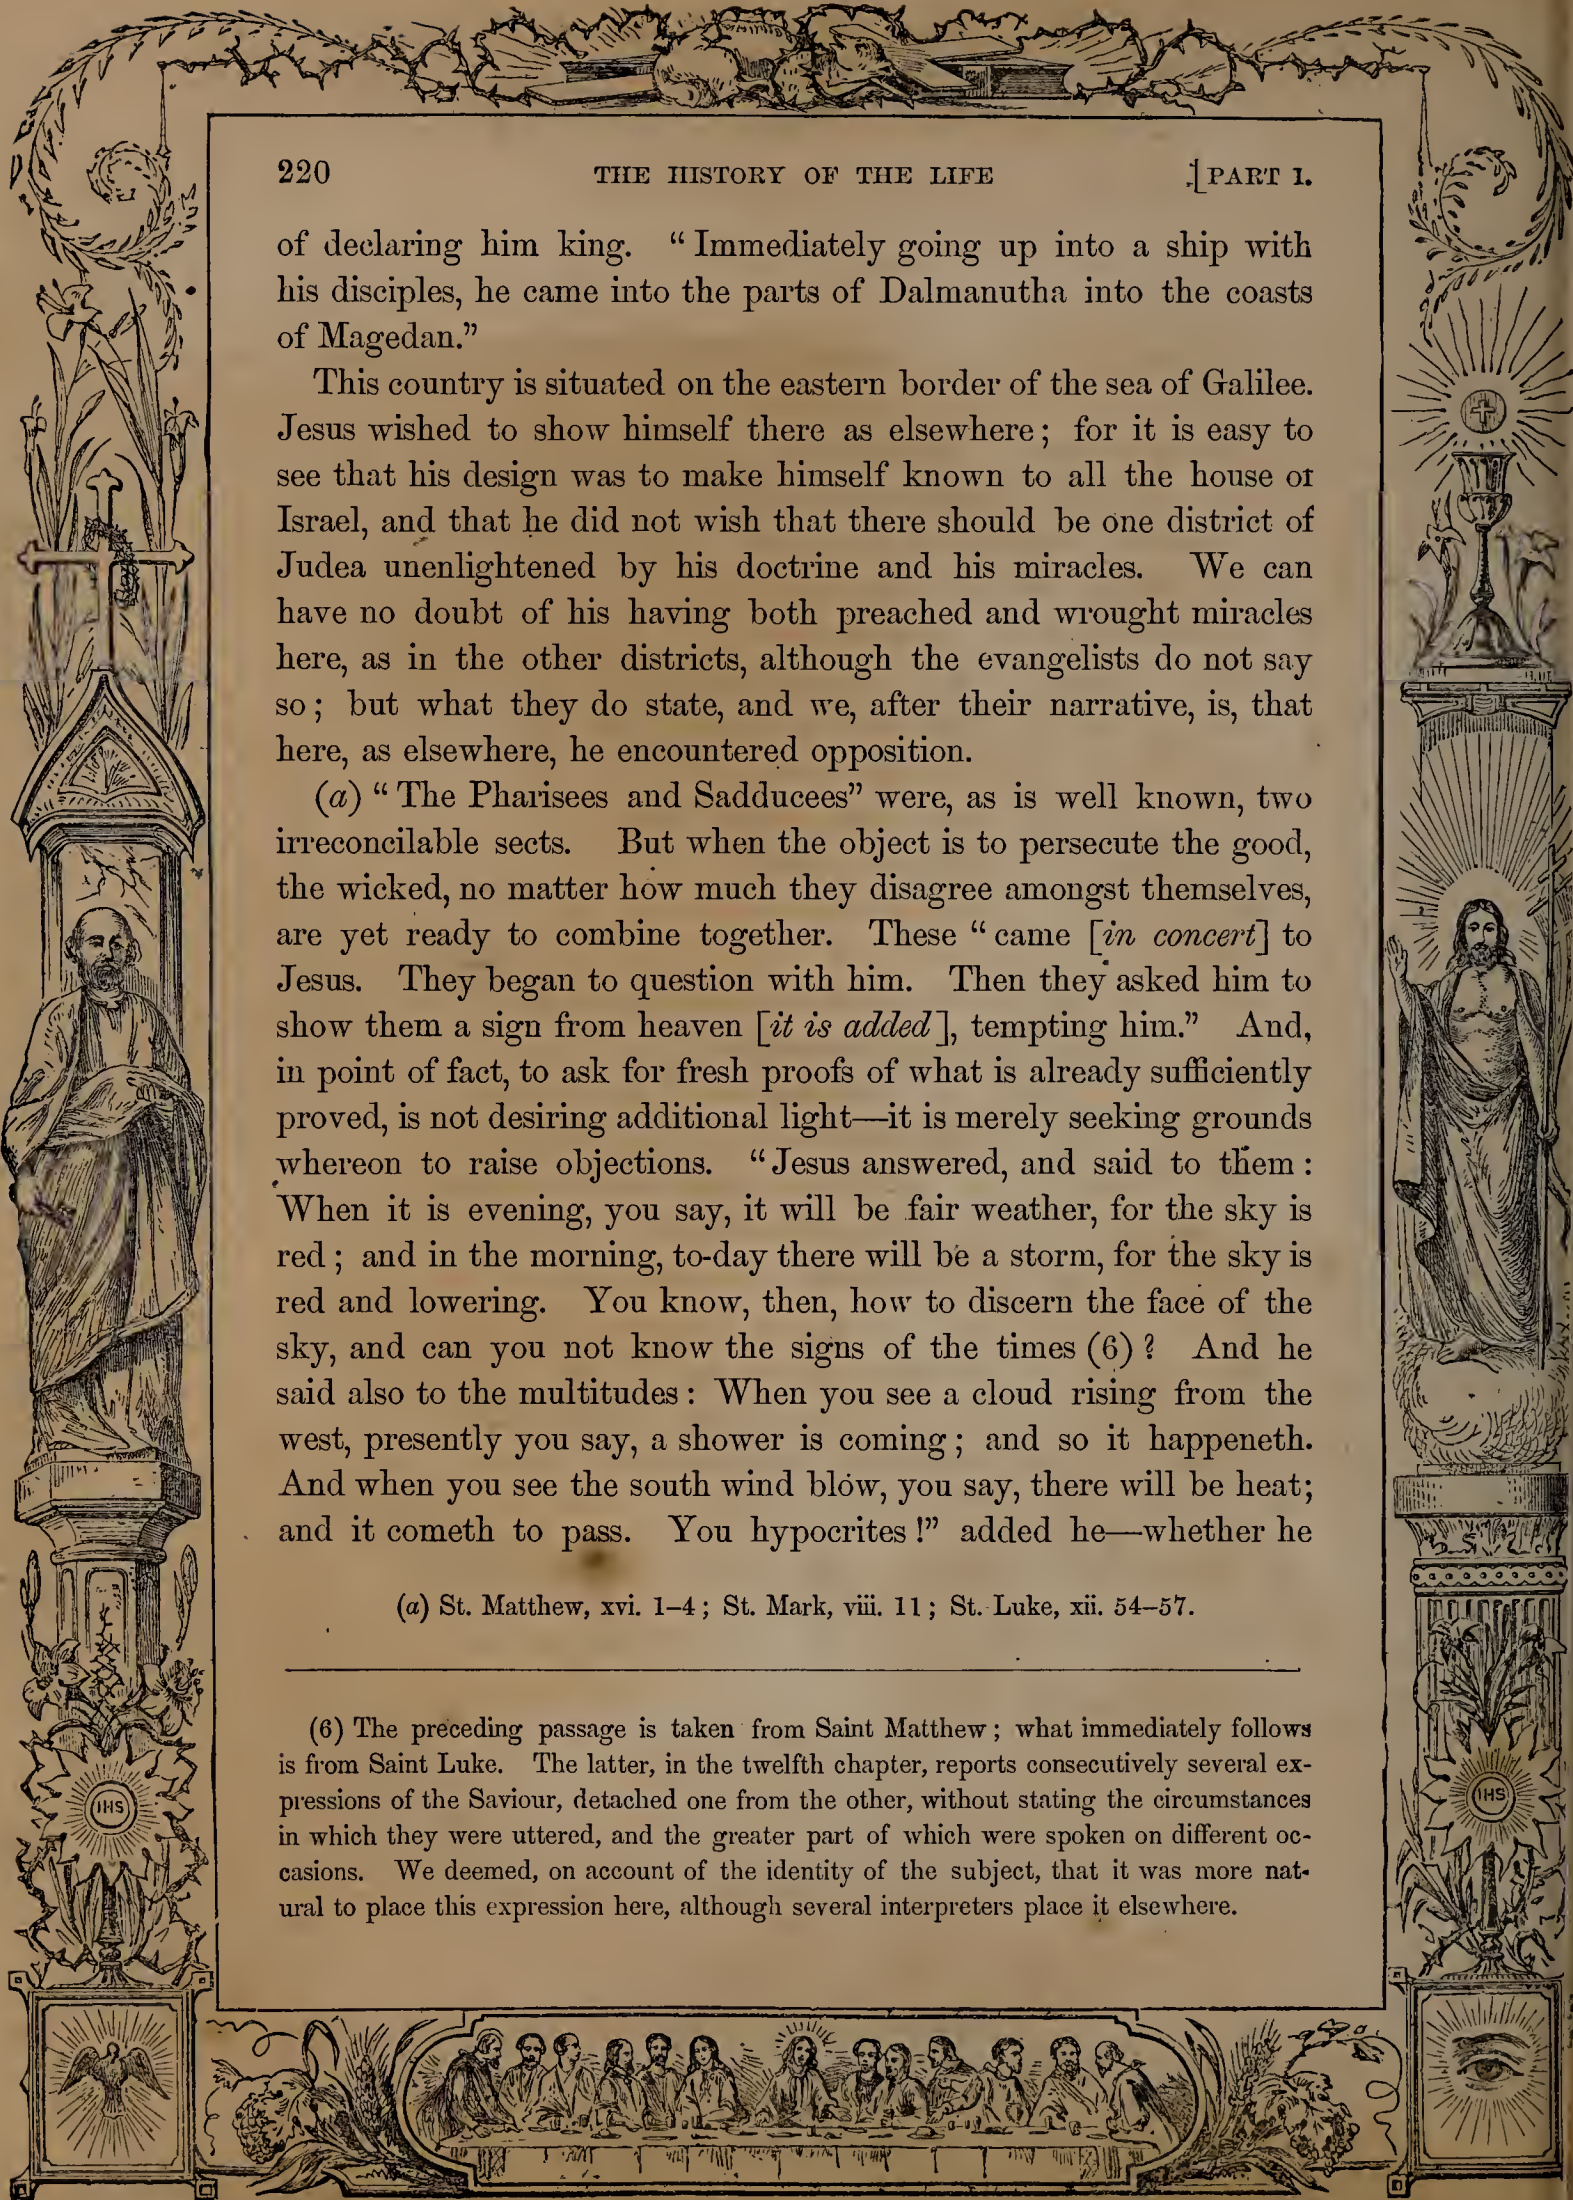 220 THE HISTORY OF THE LIFE [PART I.
of declaring him king. “Immediately going up into a ship with
his disciples, he came into the parts of Dalmanutha into the coasts
of Magedan.”
This country is situated on the eastern border of the sea of Galilee.
Jesus wished to show himself there as elsewhere; for it is easy to
see that his design was to make himself known to all the house of
Israel, and that he did not wish that there should be one district of
Judea unenlightened by his doctrine and his miracles. We can
have no doubt of his having both preached and wrought miracles
here, as in the other districts, although the evangelists do not say
so; but what they do state, and we, after their narrative, is, that
here, as elsewhere, he encountered opposition.
(a) “The Pharisees and Sadducees” were, as is well known, two
irreconcilable sects. But when the object is to persecute the good,
the wicked, no matter how much they disagree amongst themselves,
are yet ready to combine together. These “came [in concert] to
Jesus. They began to question with him. Then they asked him to
show them a sign from heaven [it is added], tempting him.” And,
in point of fact, to ask for fresh proofs of what is already sufficiently
proved, is not desiring additional light—it is merely seeking grounds
whereon to raise objections. “Jesus answered, and said to them:
When it is evening, you say, it will be fair weather, for the sky is
red; and in the morning, to-day there will be a storm, for the sky is
red and lowering. You know, then, how to discern the face of the
sky, and can you not know the signs of the times (6)? And he
said also to the multitudes: When you see a cloud rising from the
west, presently you say, a shower is coming; and so it happeneth.
And when you see the south wind blow, you say, there will be heat;
and it cometh to pass. You hypocrites!” added he—whether he
(a) St. Matthew, xvi. 1–4; St. Mark, viii. 11; St. Luke, xii. 54–57.
(6) The preceding passage is taken from Saint Matthew; what immediately follows
is from Saint Luke. The latter, in the twelfth chapter, reports consecutively several ex-
pressions of the Saviour, detached one from the other, without stating the circumstances
in which they were uttered, and the greater part of which were spoken on different oc-
casions. We deemed, on account of the identity of the subject, that it was more nat-
ural to place this expression here, although several interpreters place it elsewhere.
IHS
IHS